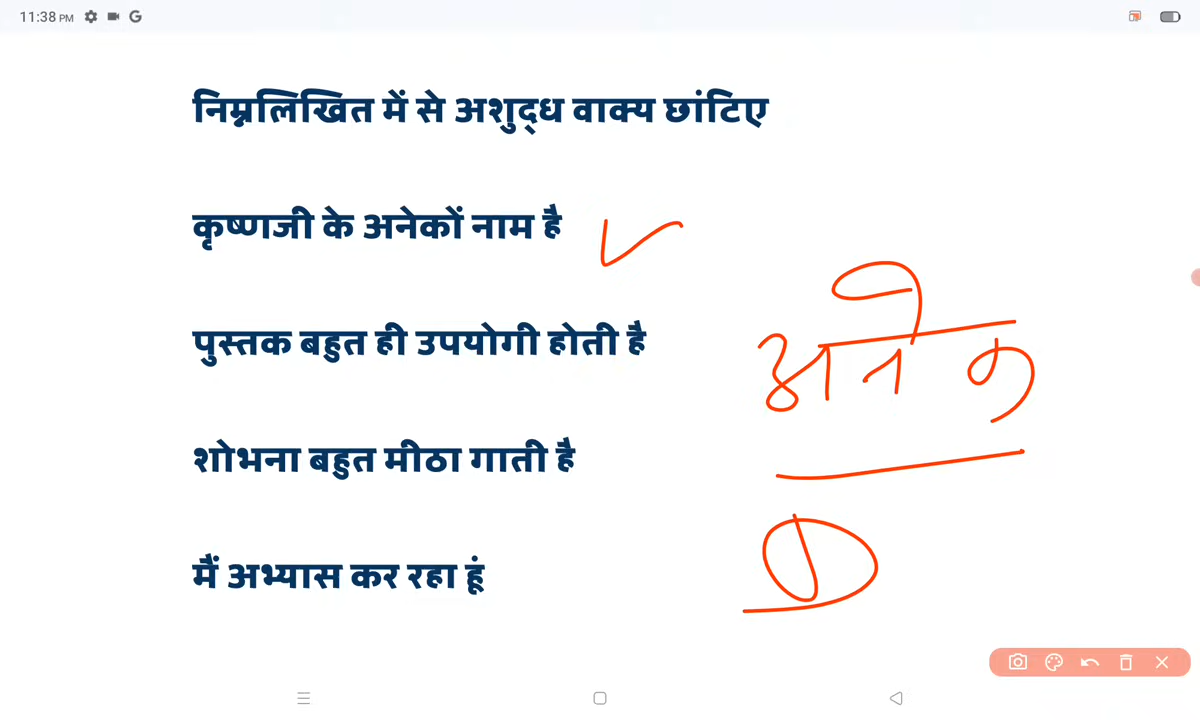 11:38 PM
निम्नलिखित में से अशुद्ध वाक्य छांटिए
कृष्णजी के अनेकों नाम है
पुस्तक बहुत ही उपयोगी होती है
अनेक
शोभना बहुत मीठा गाती है
मैं अभ्यास कर रहा हूं